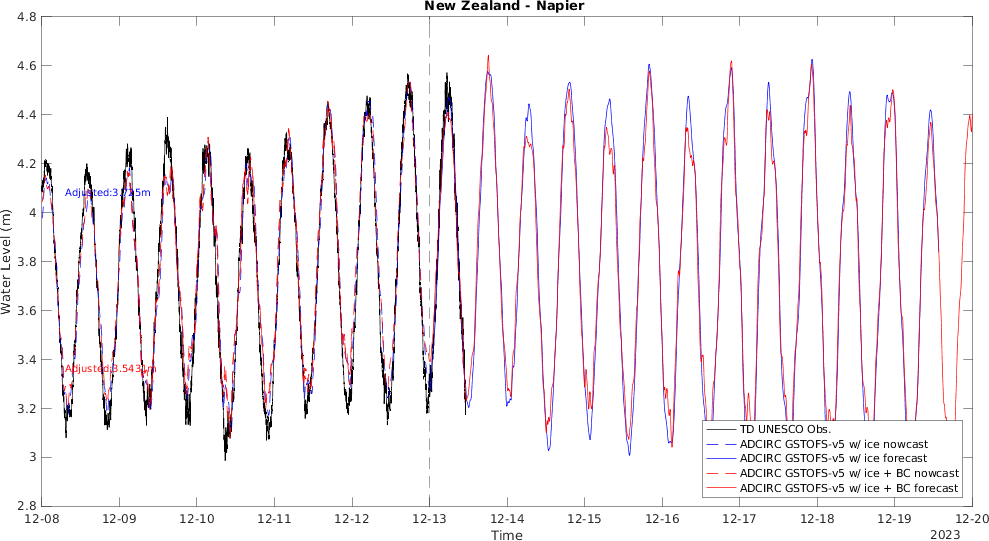 New Zealand - Napier
4.8
4.6
4.4
4.2
4
3.8
3.6
3.4
3.2
3
2.8
Water Level (m)
Adjusted:3.725m
Adjusted:3.5431m
TD UNESCO Obs.
ADCIRC GSTOFS-v5 w/ ice nowcast
ADCIRC GSTOFS-v5 w/ ice forecast
ADCIRC GSTOFS-v5 w/ ice + BC nowcast
ADCIRC GSTOFS-v5 w/ ice + BC forecast
12-08 12-09 12-10 12-11 12-12 12-13 12-14 12-15 12-16 12-17 12-18 12-19 12-20
Time
2023